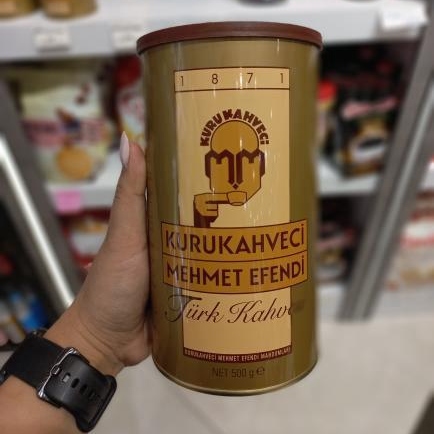 1871
KURUKAHVECİ
KURUKAHVECİ
MEHMET EFENDİ
Türk Kahve
KURUKAHVECİ MEHMET EFENDİ MAHDUMLARI
NET 500 g ℮